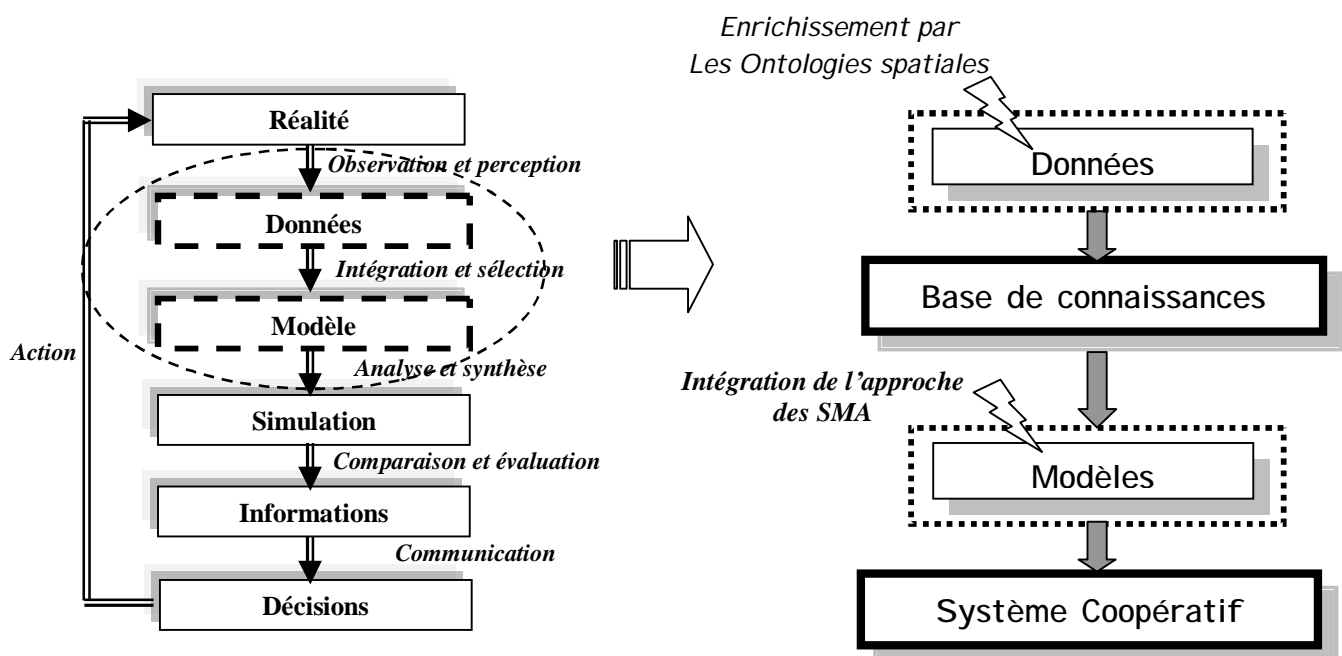 Réalité
Observation et perception
Données
Intégration et sélection
Modèle
Action
Analyse et synthèse
Simulation
Comparaison et évaluation
Informations
Communication
Décisions
Enrichissement par
Les Ontologies spatiales
Données
Base de connaissances
Intégration de l’approche
des SMA
Modèles
Système Coopératif